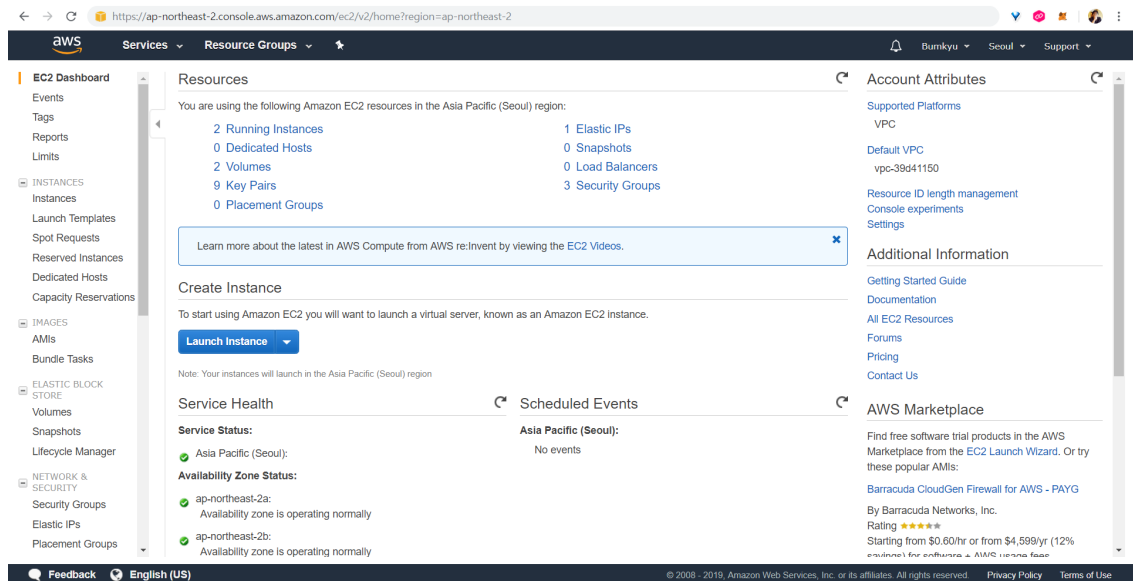 https://ap-northeast-2.console.aws.amazon.com/ec2/v2/home?region=ap-northeast-2
aws
Services
Resource Groups
Bumkyu
Seoul
Support
EC2 Dashboard
Events
Tags
Reports
Limits
INSTANCES
Instances
Launch Templates
Spot Requests
Reserved Instances
Dedicated Hosts
Capacity Reservations
IMAGES
AMIs
Bundle Tasks
ELASTIC BLOCK
STORE
Volumes
Snapshots
Lifecycle Manager
NETWORK &
SECURITY
Security Groups
Elastic IPs
Placement Groups
Resources
You are using the following Amazon EC2 resources in the Asia Pacific (Seoul) region:
2 Running Instances
0 Dedicated Hosts
2 Volumes
9 Key Pairs
0 Placement Groups
1 Elastic IPs
0 Snapshots
0 Load Balancers
3 Security Groups
Learn more about the latest in AWS Compute from AWS re:Invent by viewing the EC2 Videos.
Create Instance
To start using Amazon EC2 you will want to launch a virtual server, known as an Amazon EC2 instance.
Launch Instance
Note: Your instances will launch in the Asia Pacific (Seoul) region
Service Health
Service Status:
Asia Pacific (Seoul):
Availability Zone Status:
ap-northeast-2a:
Availability zone is operating normally
ap-northeast-2b:
Availability zone is operating normally
Scheduled Events
Asia Pacific (Seoul):
No events
Account Attributes
Supported Platforms
VPC
Default VPC
vpc-39d41150
Resource ID length management
Console experiments
Settings
Additional Information
Getting Started Guide
Documentation
All EC2 Resources
Forums
Pricing
Contact Us
AWS Marketplace
Find free software trial products in the AWS
Marketplace from the EC2 Launch Wizard. Or try
these popular AMIs:
Barracuda CloudGen Firewall for AWS - PAYG
By Barracuda Networks, Inc.
Rating
Starting from $0.60/hr or from $4,599/yr (12%
savings) for software + AWS usage fees
Feedback
English (US)
© 2008 - 2019, Amazon Web Services, Inc. or its affiliates. All rights reserved.
Privacy Policy
Terms of Use